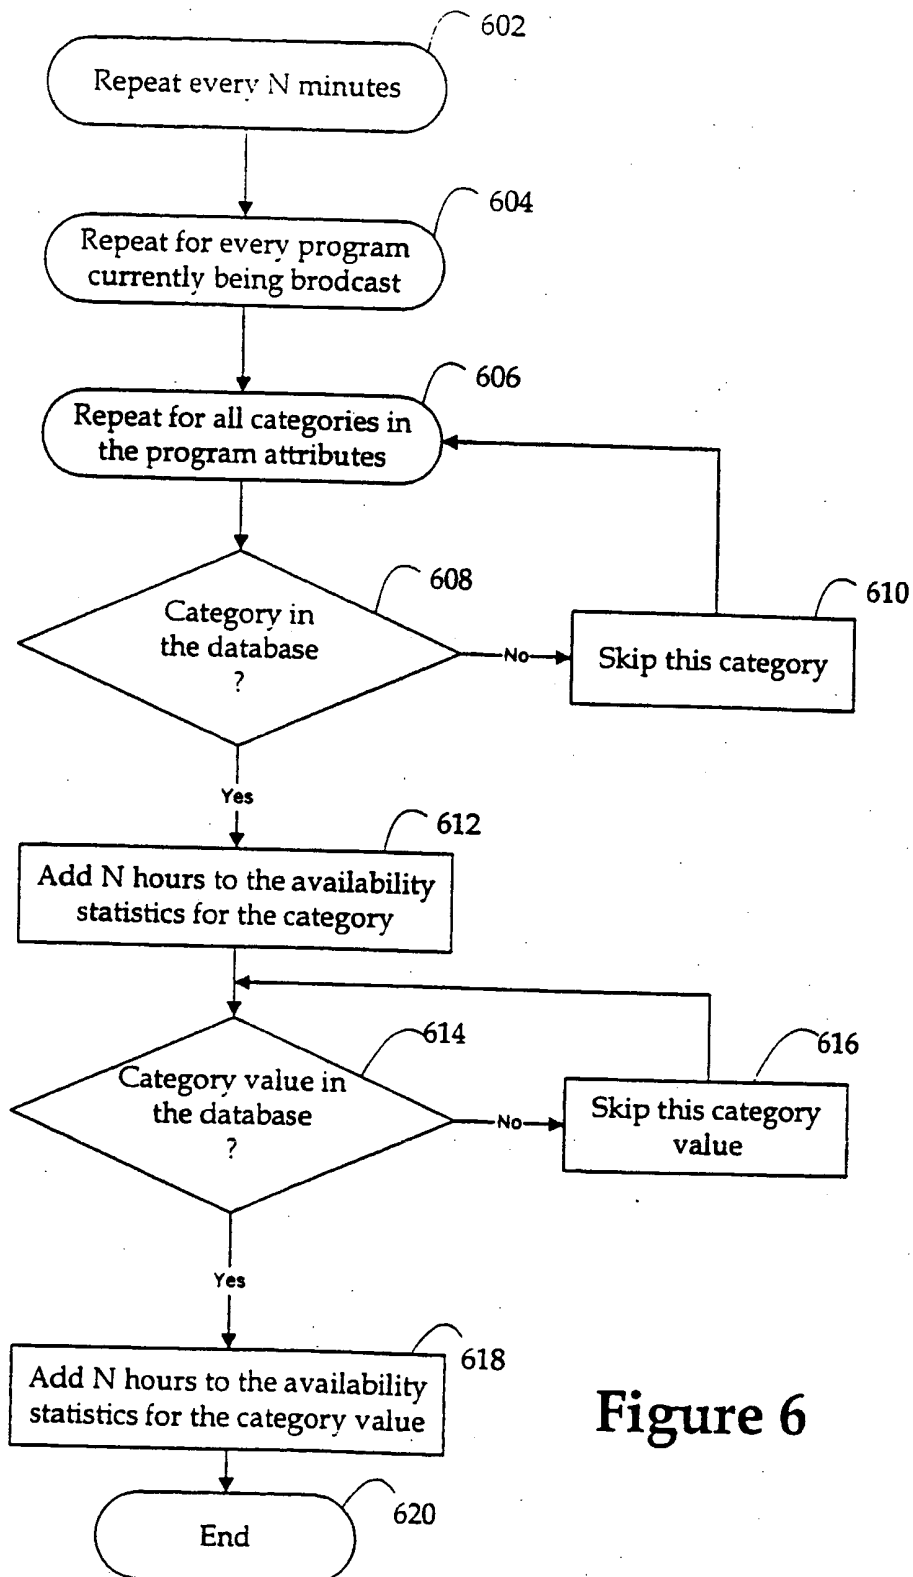 602
Repeat every N minutes
604
Repeat for every program
currently being brodcast
606
Repeat for all categories in
the program attributes
608
Category in
the database
?
No
610
Skip this category
Yes
612
Add N hours to the availability
statistics for the category
614
Category value in
the database
?
No
616
Skip this category
value
Yes
618
Add N hours to the availability
statistics for the category value
Figure 6
620
End